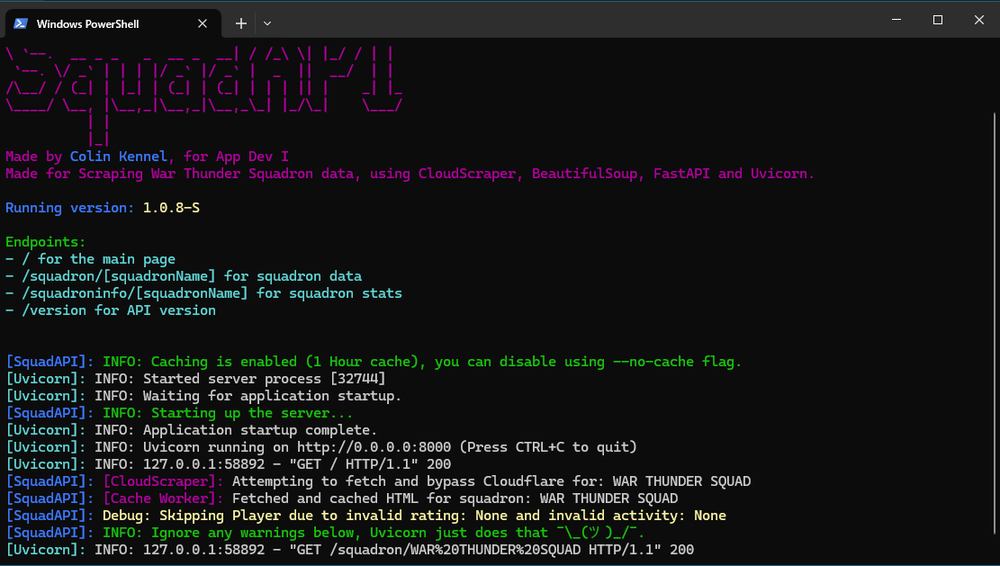 Windows PowerShell
Made by Colin Kennel, for App Dev I
Made for Scraping War Thunder Squadron data, using CloudScraper, BeautifulSoup, FastAPI and Uvicorn.
Running version: 1.0.8-S
Endpoints:
- / for the main page
- /squadron/[squadronName] for squadron data
- /squadroninfo/[squadronName] for squadron stats
- /version for API version
[SquadAPI]: INFO: Caching is enabled (1 Hour cache), you can disable using --no-cache flag.
[Uvicorn]: INFO: Started server process [32744]
[Uvicorn]: INFO: Waiting for application startup.
[SquadAPI]: INFO: Starting up the server...
[Uvicorn]: INFO: Application startup complete.
[Uvicorn]: INFO: Uvicorn running on http://0.0.0.0:8000 (Press CTRL+C to quit)
[Uvicorn]: INFO: 127.0.0.1:58892 - "GET / HTTP/1.1" 200
[SquadAPI]: [CloudScraper]: Attempting to fetch and bypass Cloudflare for: WAR THUNDER SQUAD
[SquadAPI]: [Cache Worker]: Fetched and cached HTML for squadron: WAR THUNDER SQUAD
[SquadAPI]: Debug: Skipping Player due to invalid rating: None and invalid activity: None
[SquadAPI]: INFO: Ignore any warnings below, Uvicorn just does that ¯\_(ツ)_/¯.
[Uvicorn]: INFO: 127.0.0.1:58892 - "GET /squadron/WAR%20THUNDER%20SQUAD HTTP/1.1" 200